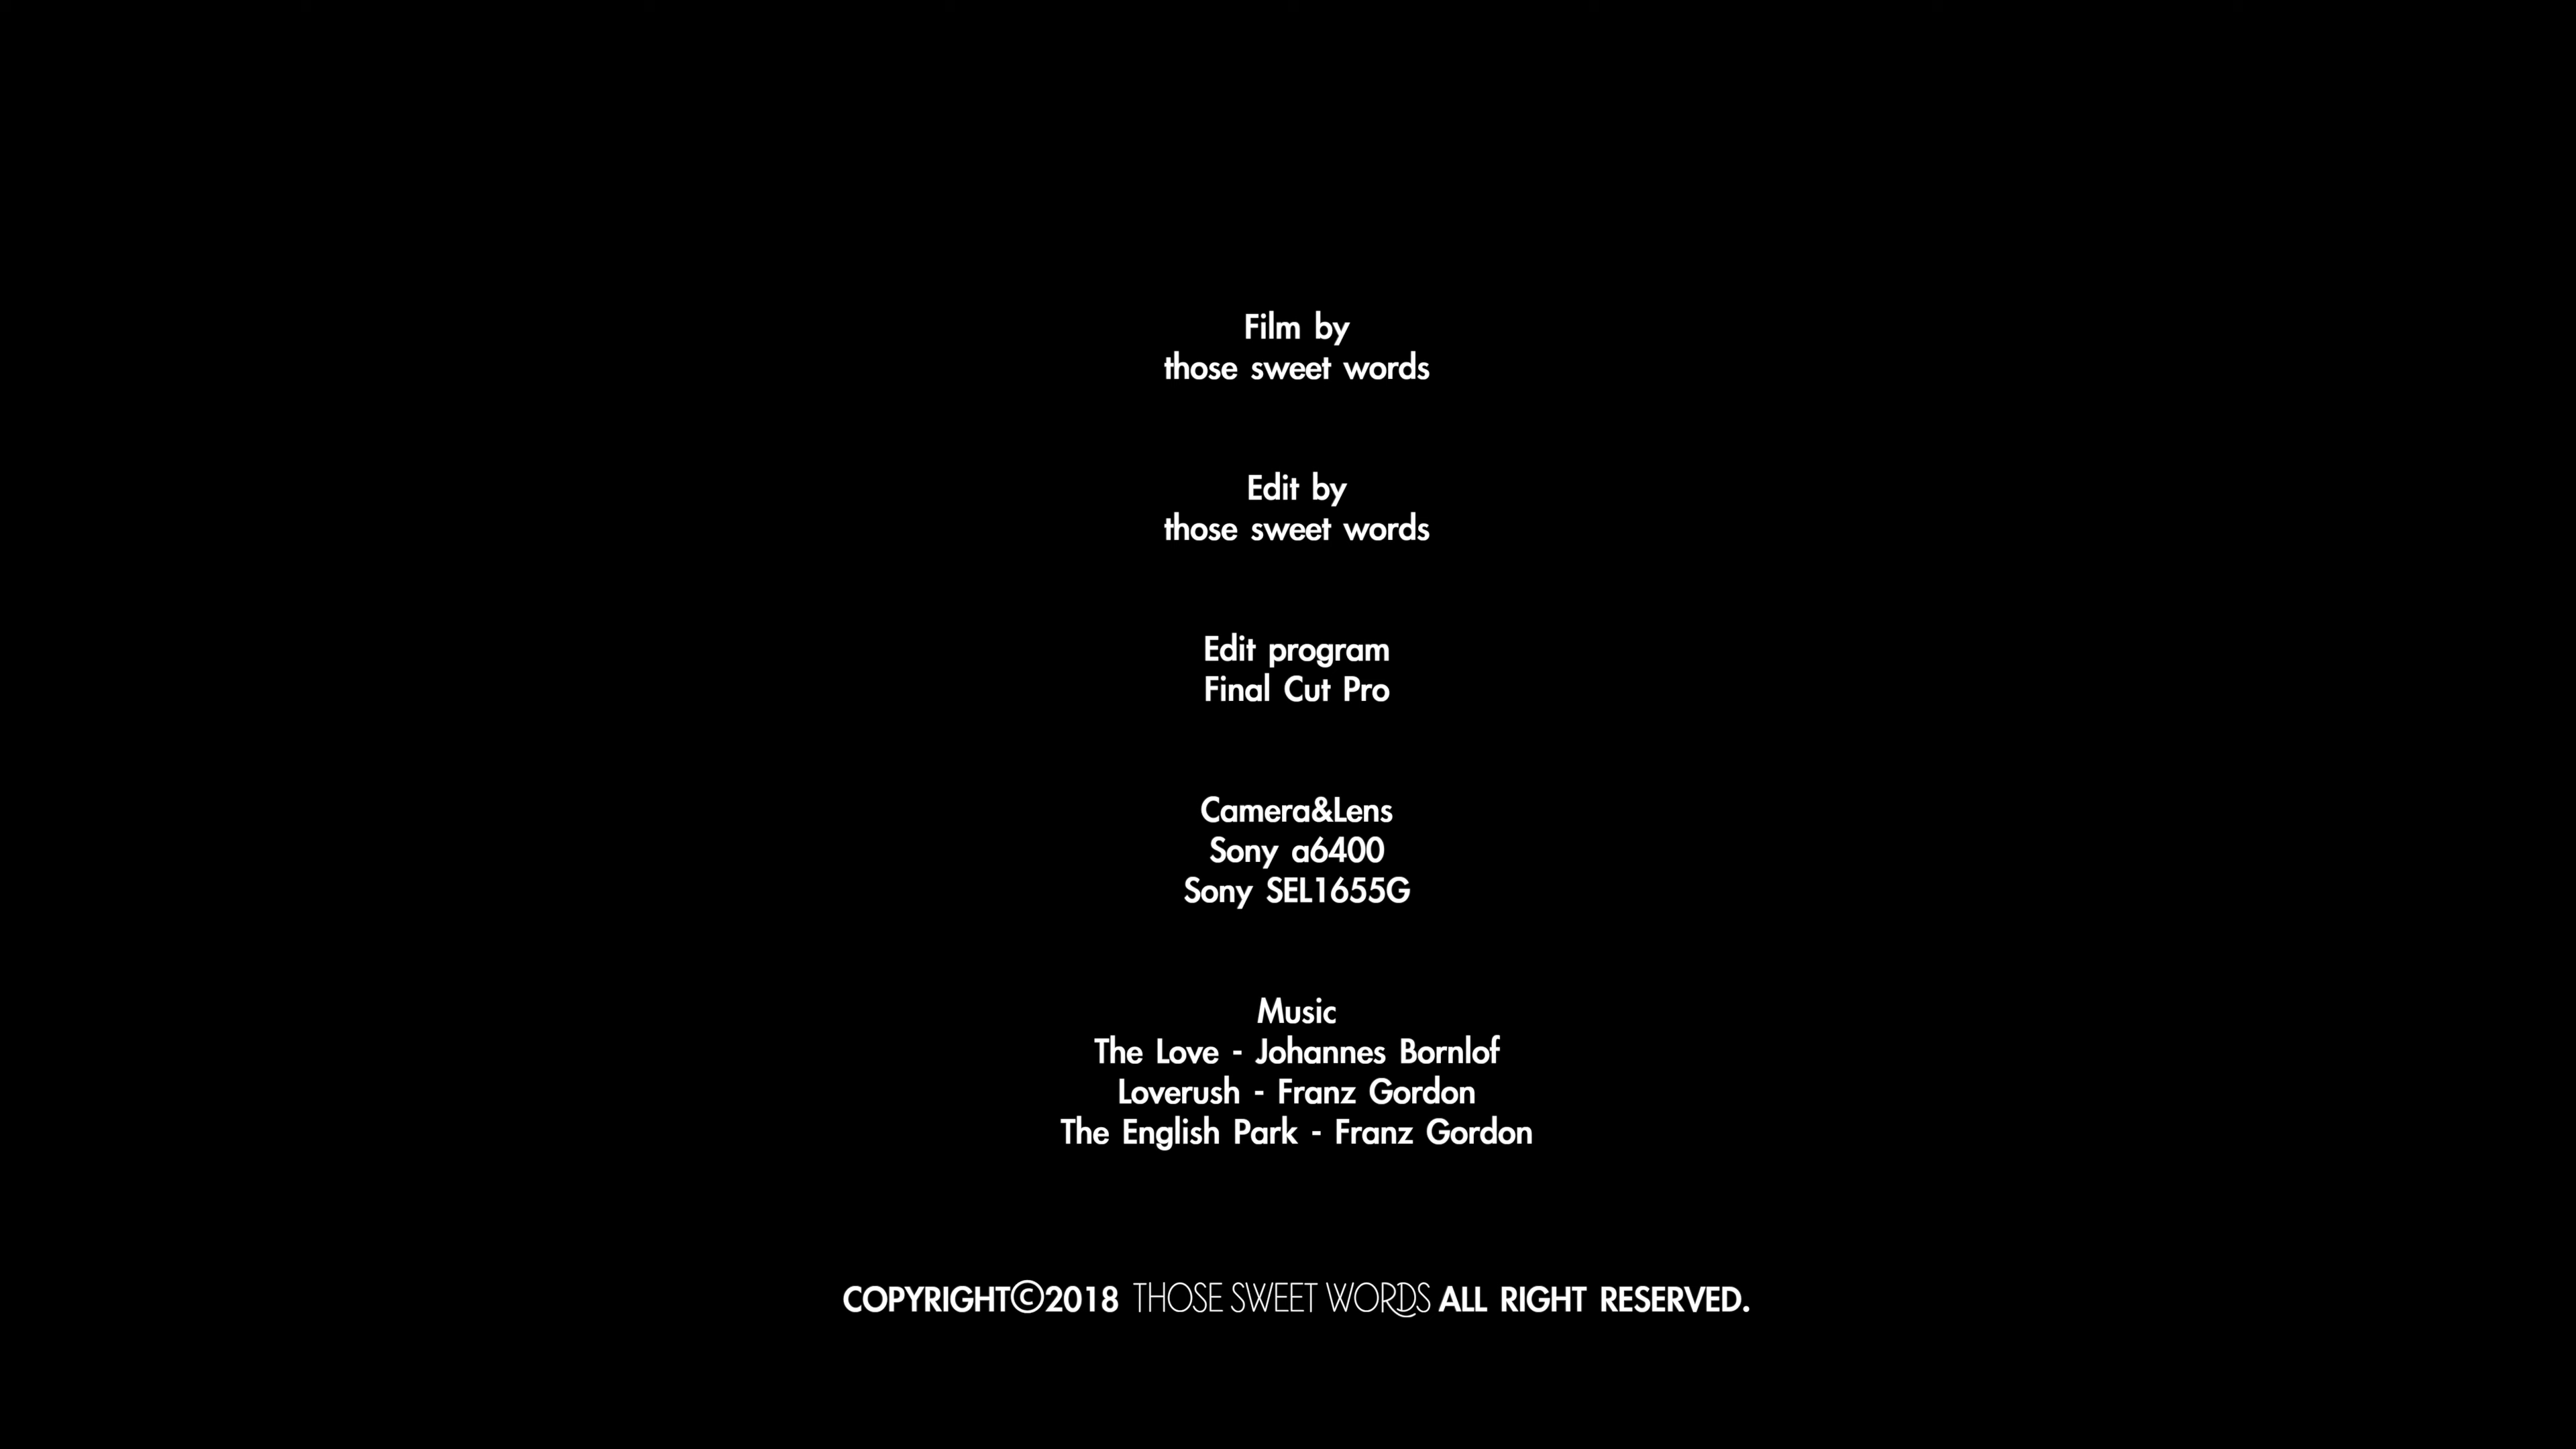 Film by
those sweet words
Edit by
those sweet words
Edit program
Final Cut Pro
Camera&Lens
Sony a6400
Sony SEL1655G
Music
The Love - Johannes Bornlof
Loverush - Franz Gordon
The English Park - Franz Gordon
COPYRIGHT©2018 THOSE SWEET WORDS ALL RIGHT RESERVED.